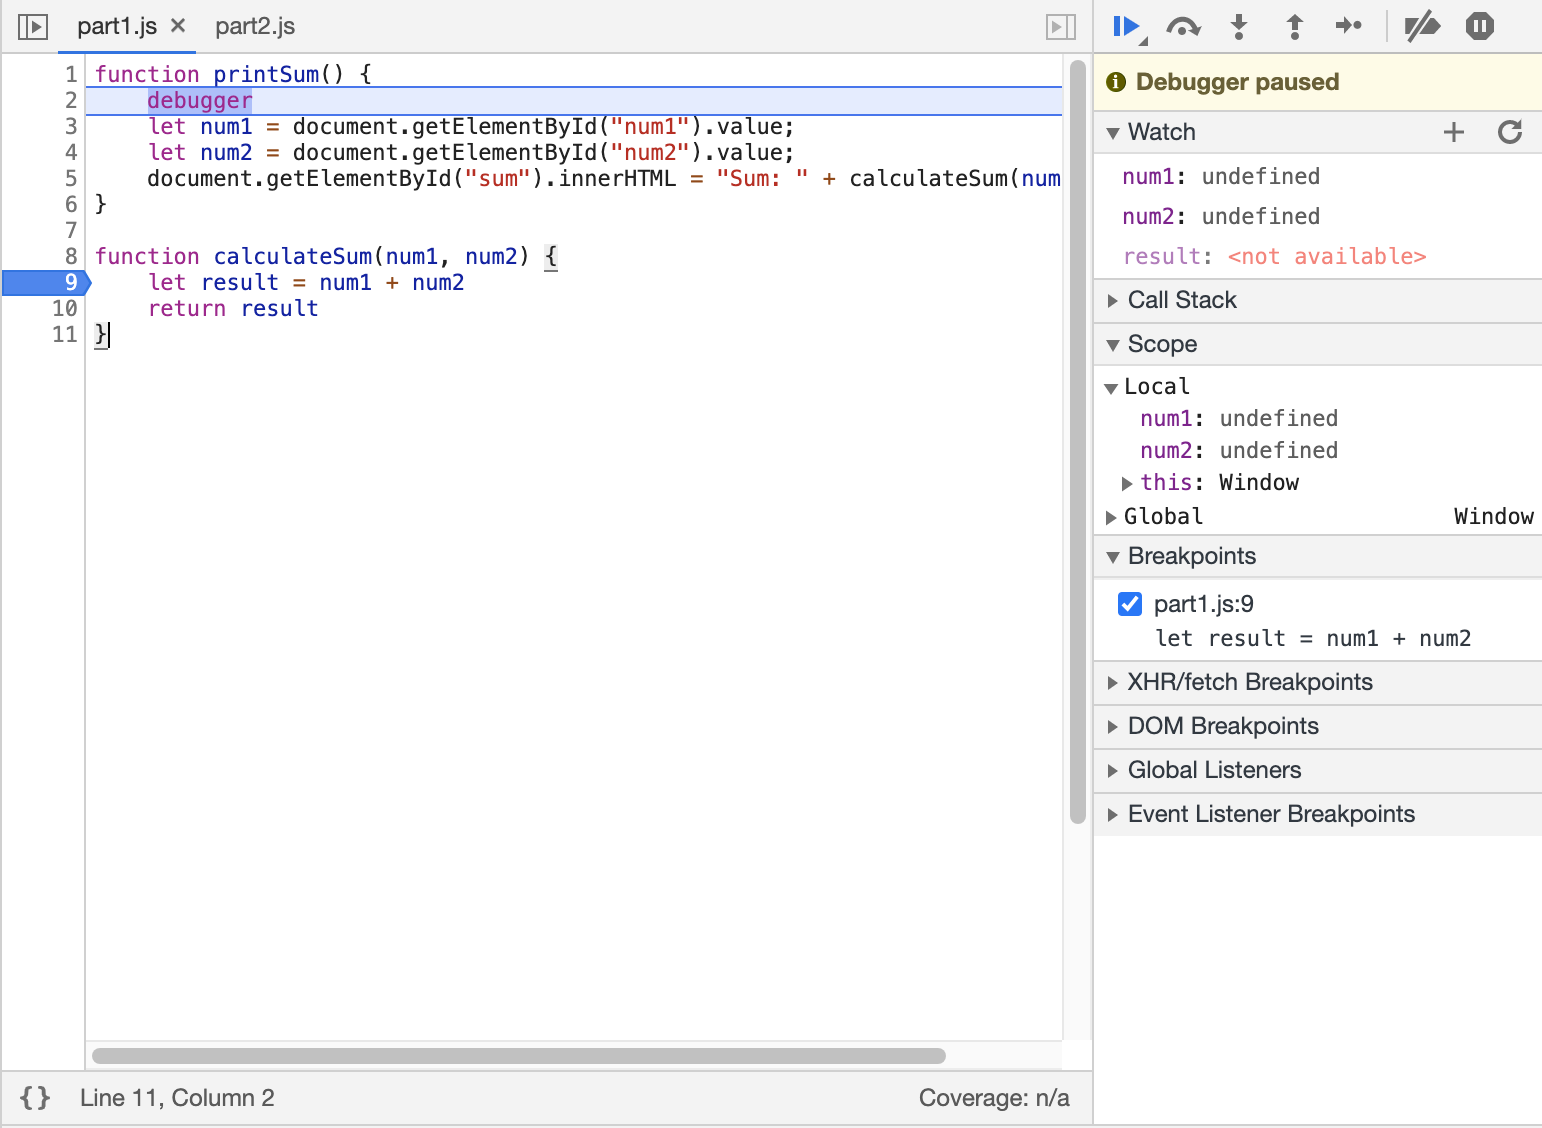 part1.js × part2.js
1 function printSum() {
2 debugger
3 let num1 = document.getElementById("num1").value;
4 let num2 = document.getElementById("num2").value;
5 document.getElementById("sum").innerHTML = "Sum: " + calculateSum(num
6 }
7
8 function calculateSum(num1, num2) {
9 let result = num1 + num2
10 return result
11 }
{} Line 11, Column 2 Coverage: n/a
Debugger paused
Watch
num1: undefined
num2: undefined
result: <not available>
Call Stack
Scope
Local
num1: undefined
num2: undefined
this: Window
Global Window
Breakpoints
part1.js:9
let result = num1 + num2
XHR/fetch Breakpoints
DOM Breakpoints
Global Listeners
Event Listener Breakpoints